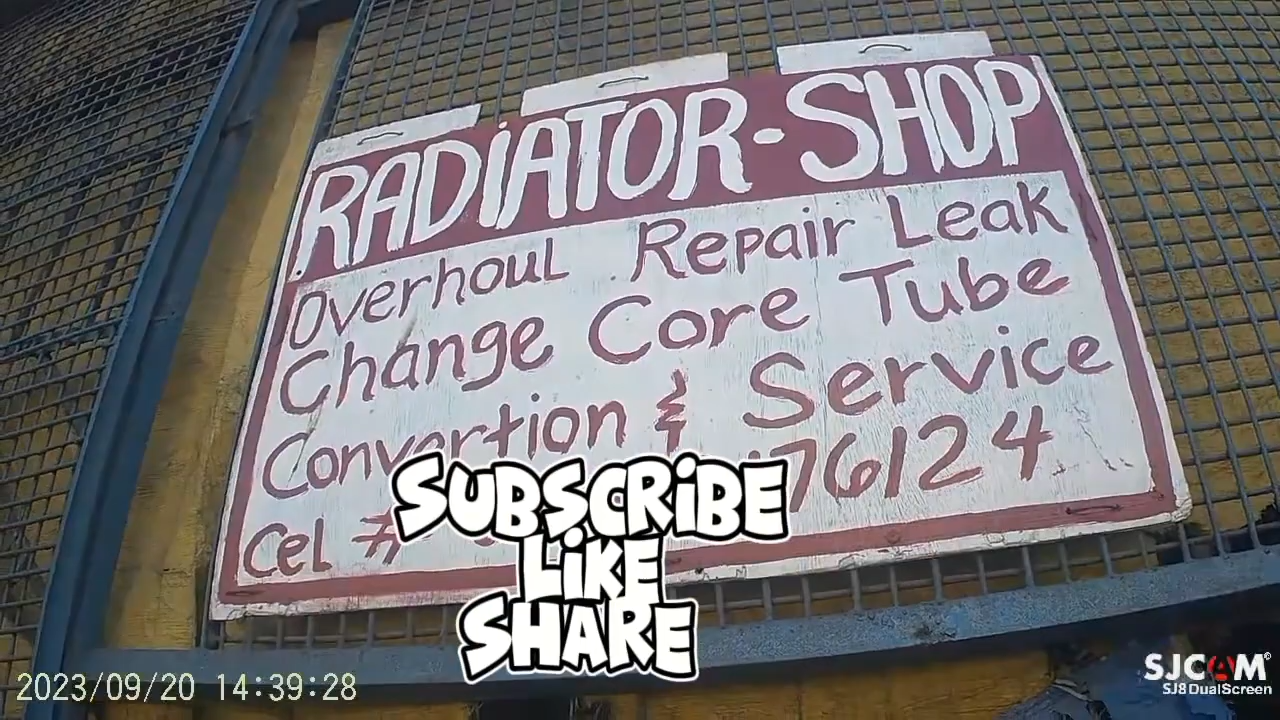 RADiATOR-SHOP
Overhoul Repair Leak
Change Core Tube
Convertion & Service
Cel # 76124
SUBSCRiBE
LiKE
SHARE
2023/09/20 14:39:28
SJCAM®
SJ8 DualScreen